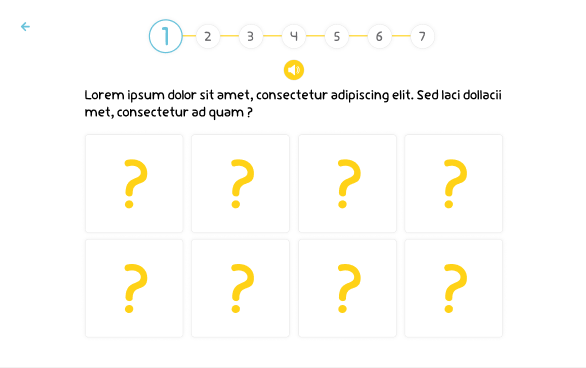 1 2 3 4 5 6 7
Lorem ipsum dolor sit amet, consectetur adipiscing elit. Sed laci dollacii
met, consectetur ad quam ?
? ? ? ?
? ? ? ?